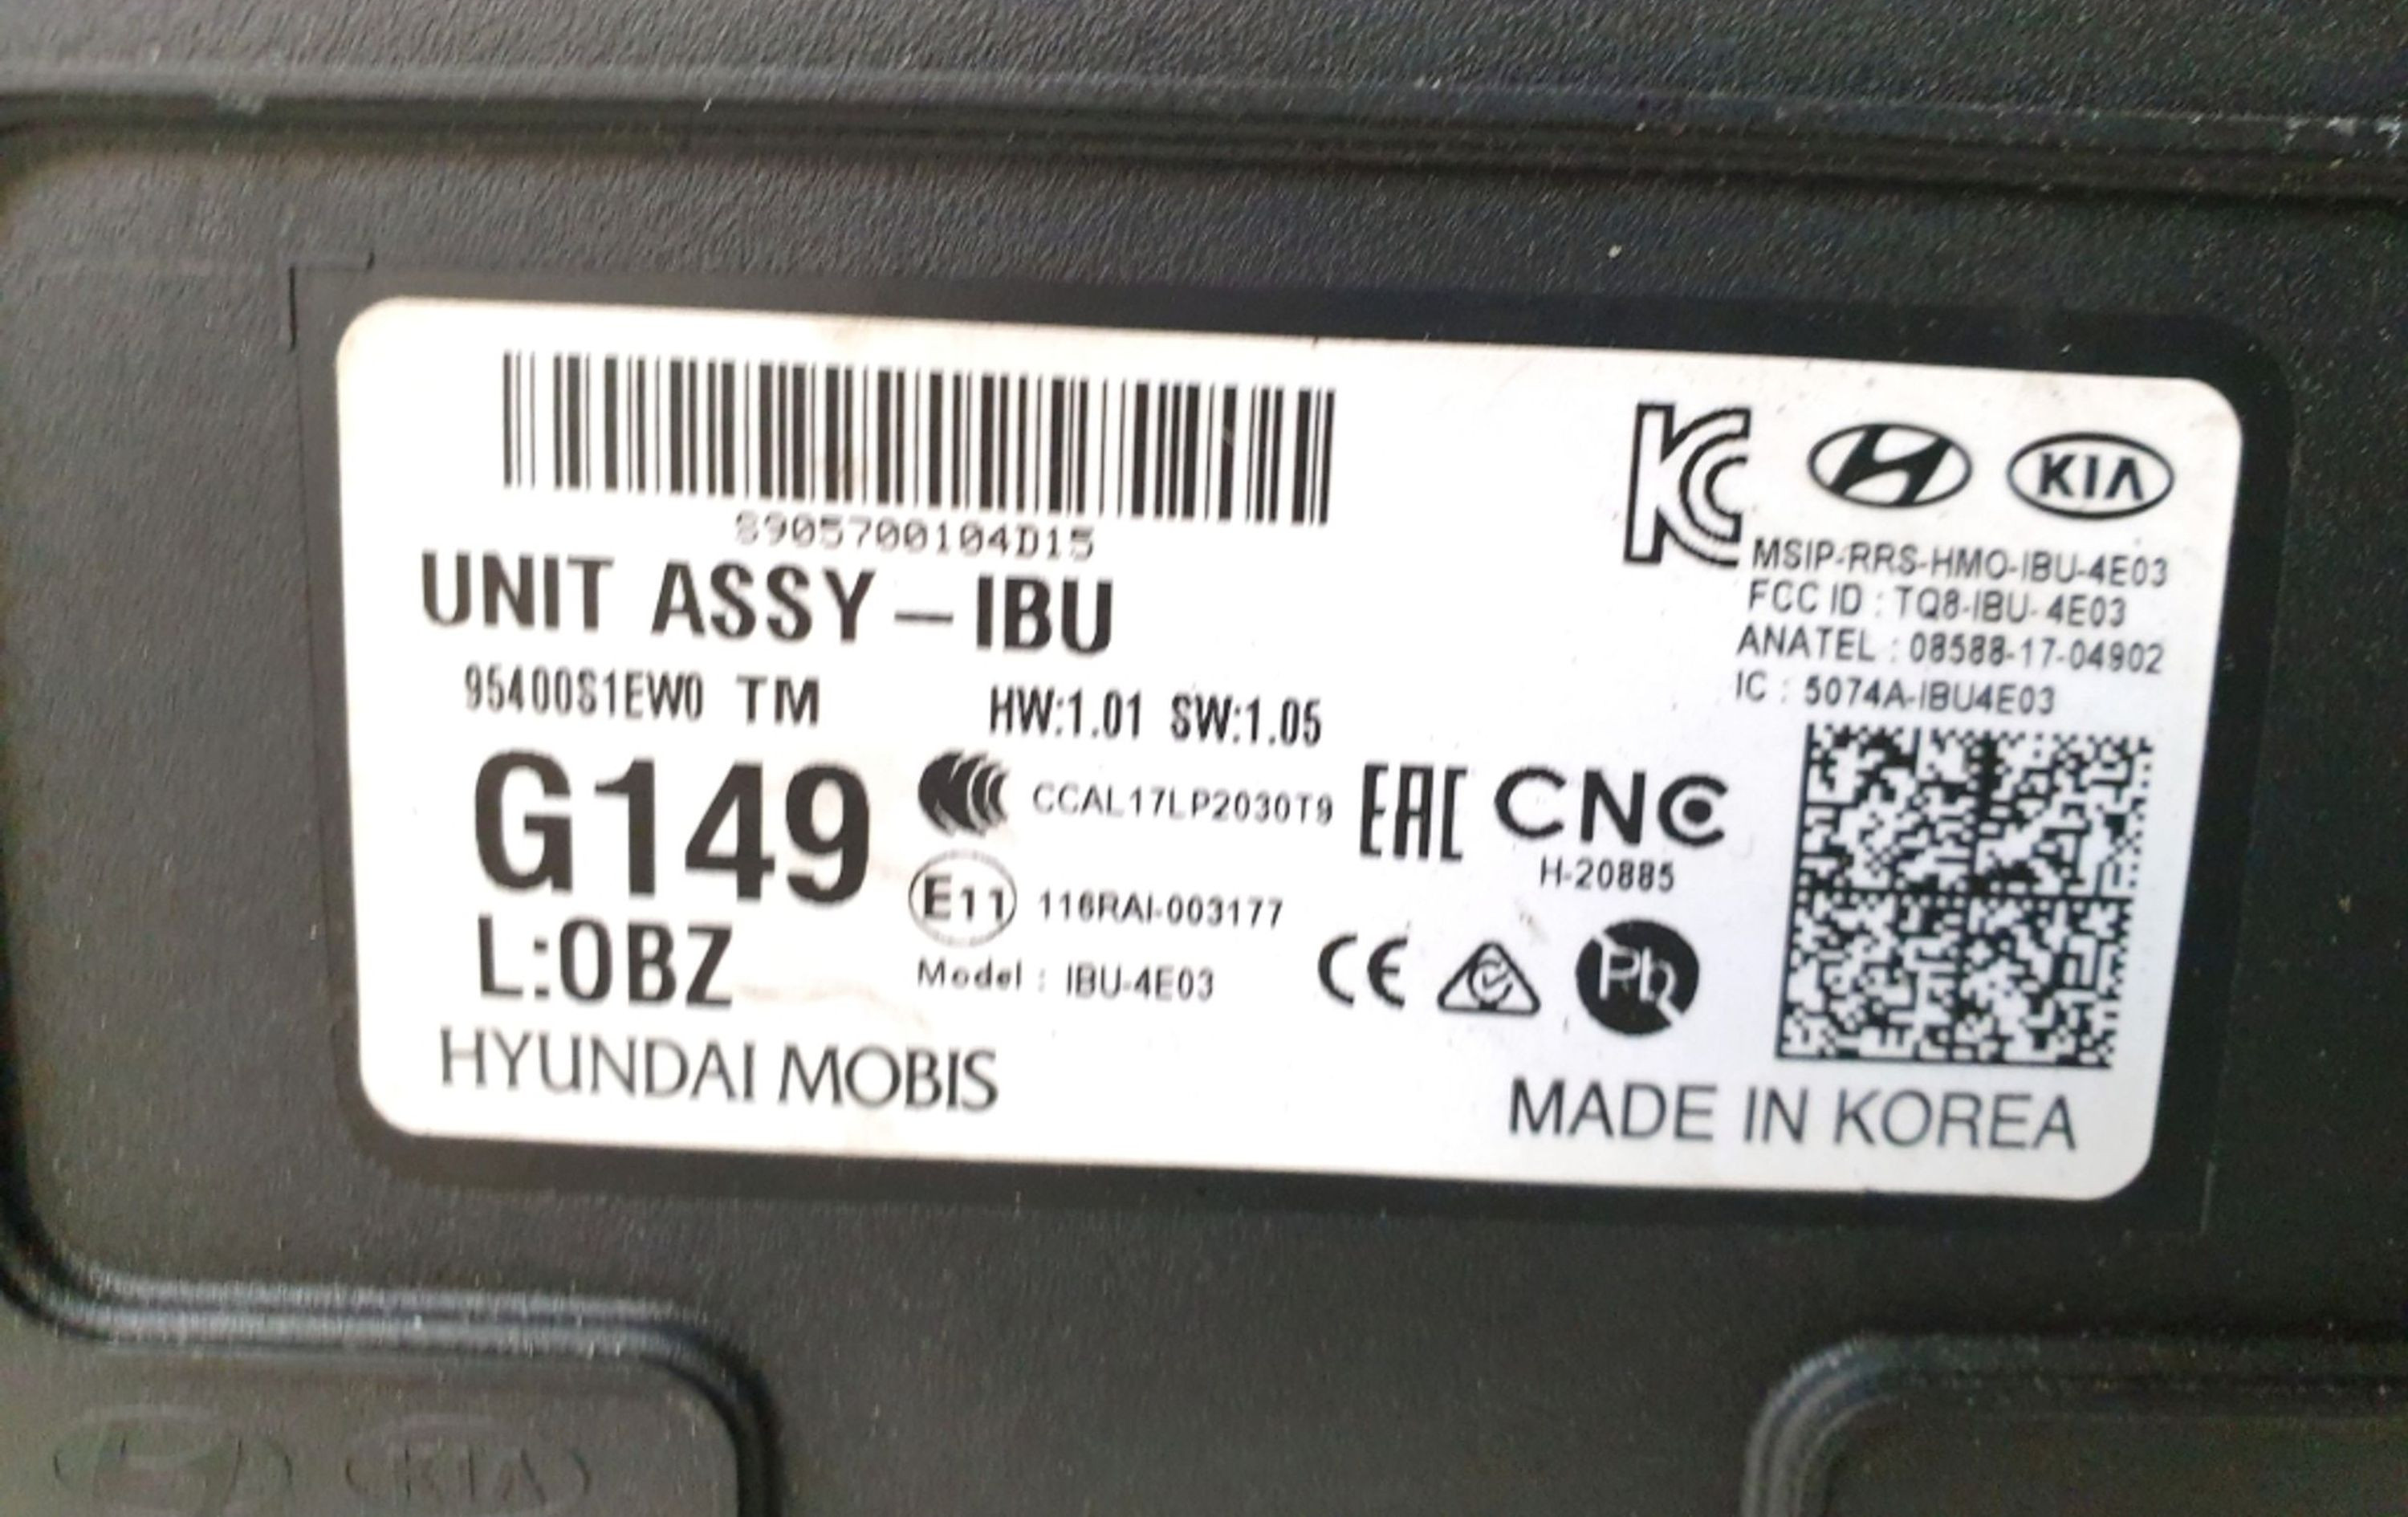 8905700104D15
UNIT ASSY-IBU
95400S1EW0 TM HW:1.01 SW:1.05
G149
L:OBZ
HYUNDAI MOBIS
CCAL17LP2030T9
E11 116RAI-003177
Model : IBU-4E03
EAC CNC
H-20885
CE
Pb
KC
KIA
MSIP-RRS-HMO-IBU-4E03
FCC ID : TQ8-IBU-4E03
ANATEL : 08588-17-04902
IC : 5074A-IBU4E03
MADE IN KOREA
KIA